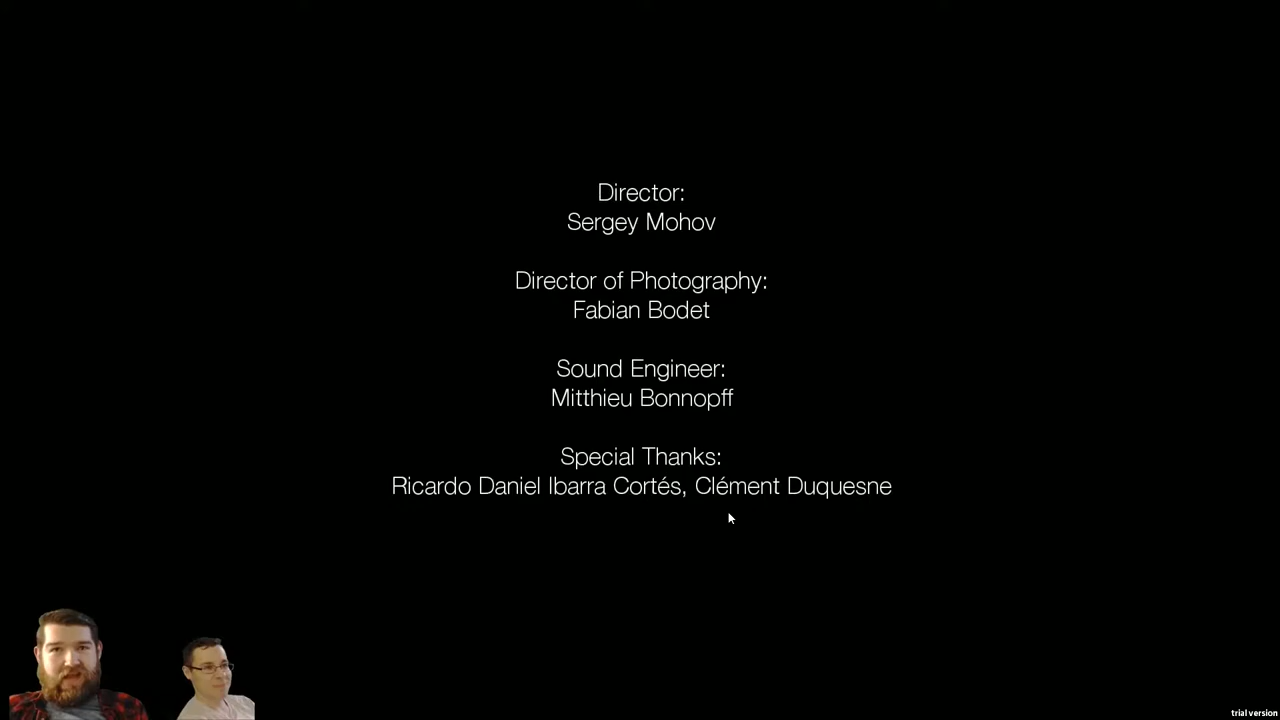 Director:
Sergey Mohov
Director of Photography:
Fabian Bodet
Sound Engineer:
Mitthieu Bonnopff
Special Thanks:
Ricardo Daniel Ibarra Cortés, Clément Duquesne
trial version